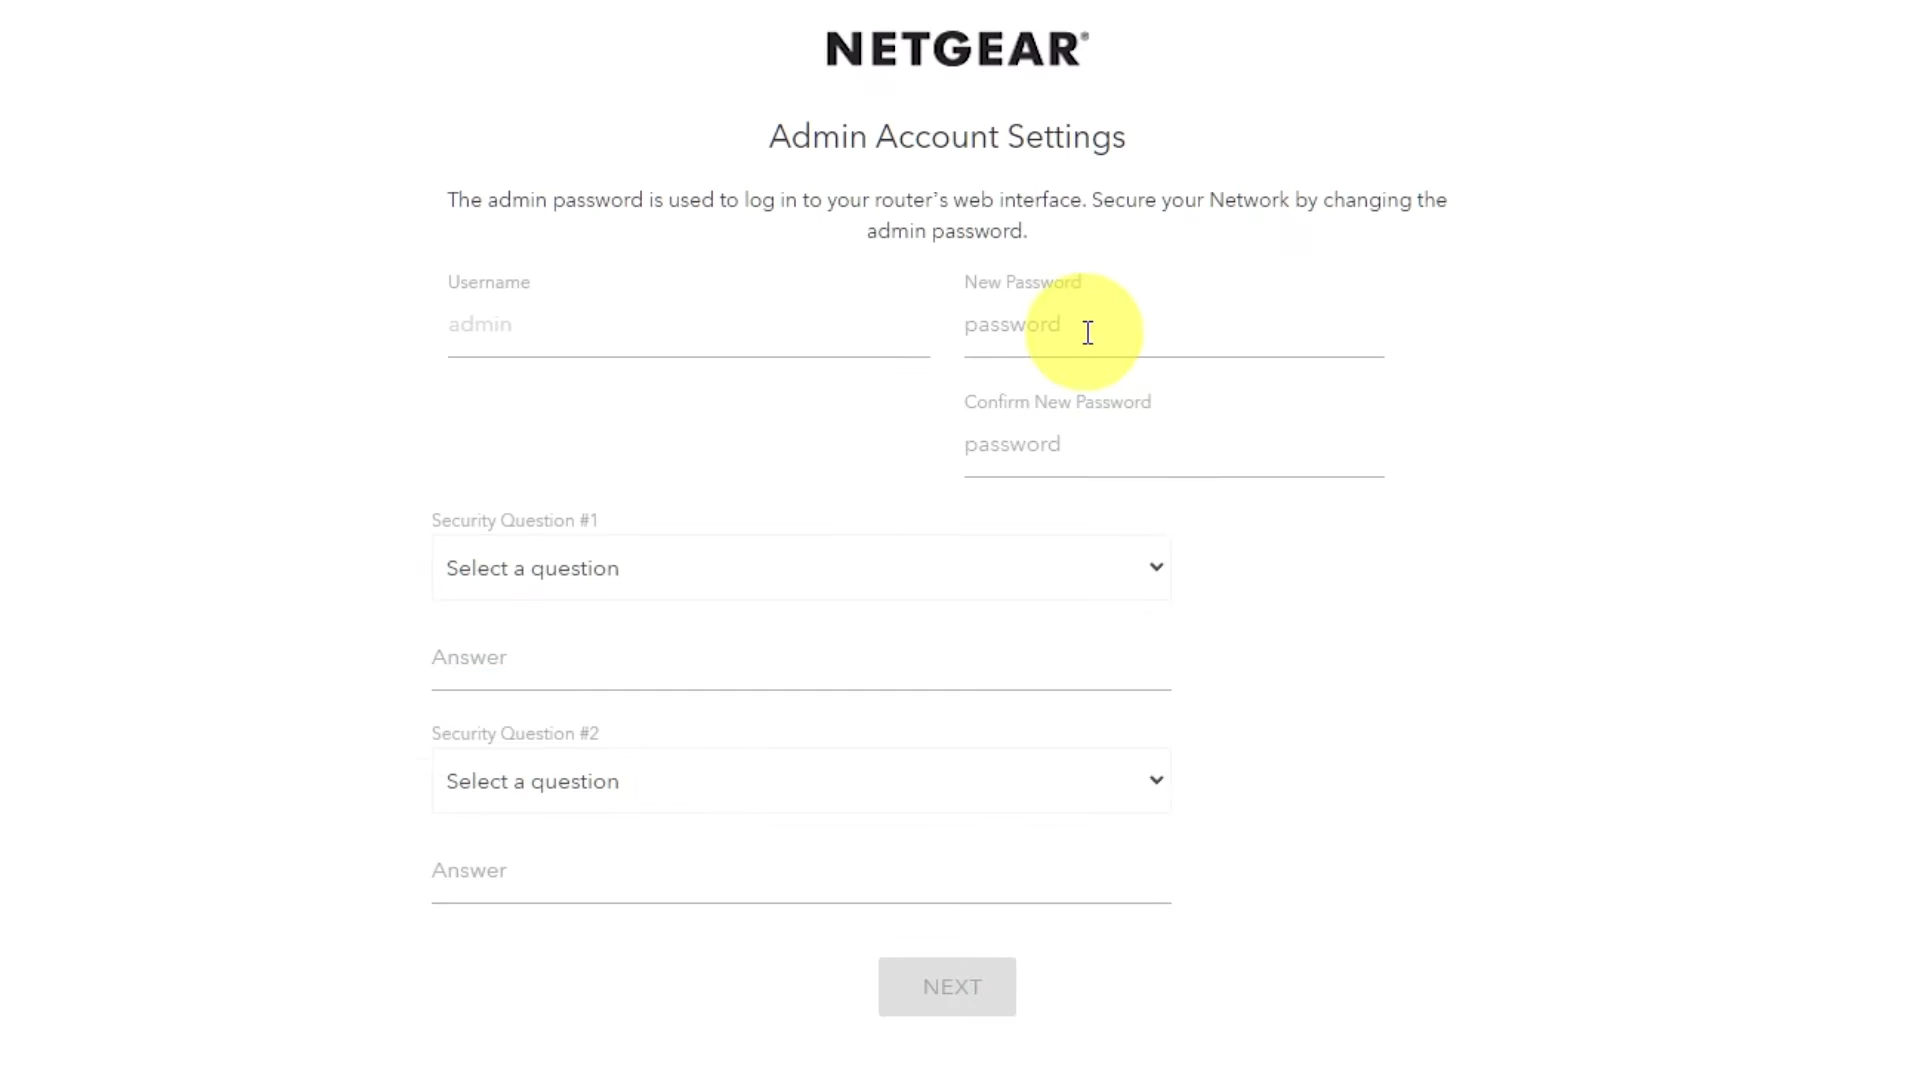 NETGEAR®
Admin Account Settings
The admin password is used to log in to your router's web interface. Secure your Network by changing the
admin password.
Username
New Password
admin
password
Confirm New Password
password
Security Question #1
Select a question
Answer
Security Question #2
Select a question
Answer
NEXT